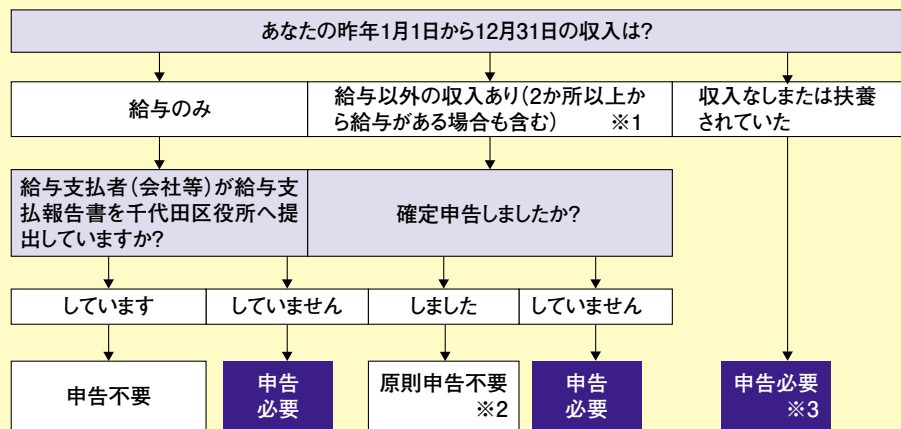 あなたの昨年1月1日から12月31日の収入は?
給与のみ
給与以外の収入あり(2か所以上か
ら給与がある場合も含む) ※1
収入なしまたは扶養
されていた
給与支払者(会社等)が給与支
払報告書を千代田区役所へ提
出していますか?
確定申告しましたか?
しています
していません
しました
していません
申告不要
申告
必要
原則申告不要
※2
申告
必要
申告必要
※3